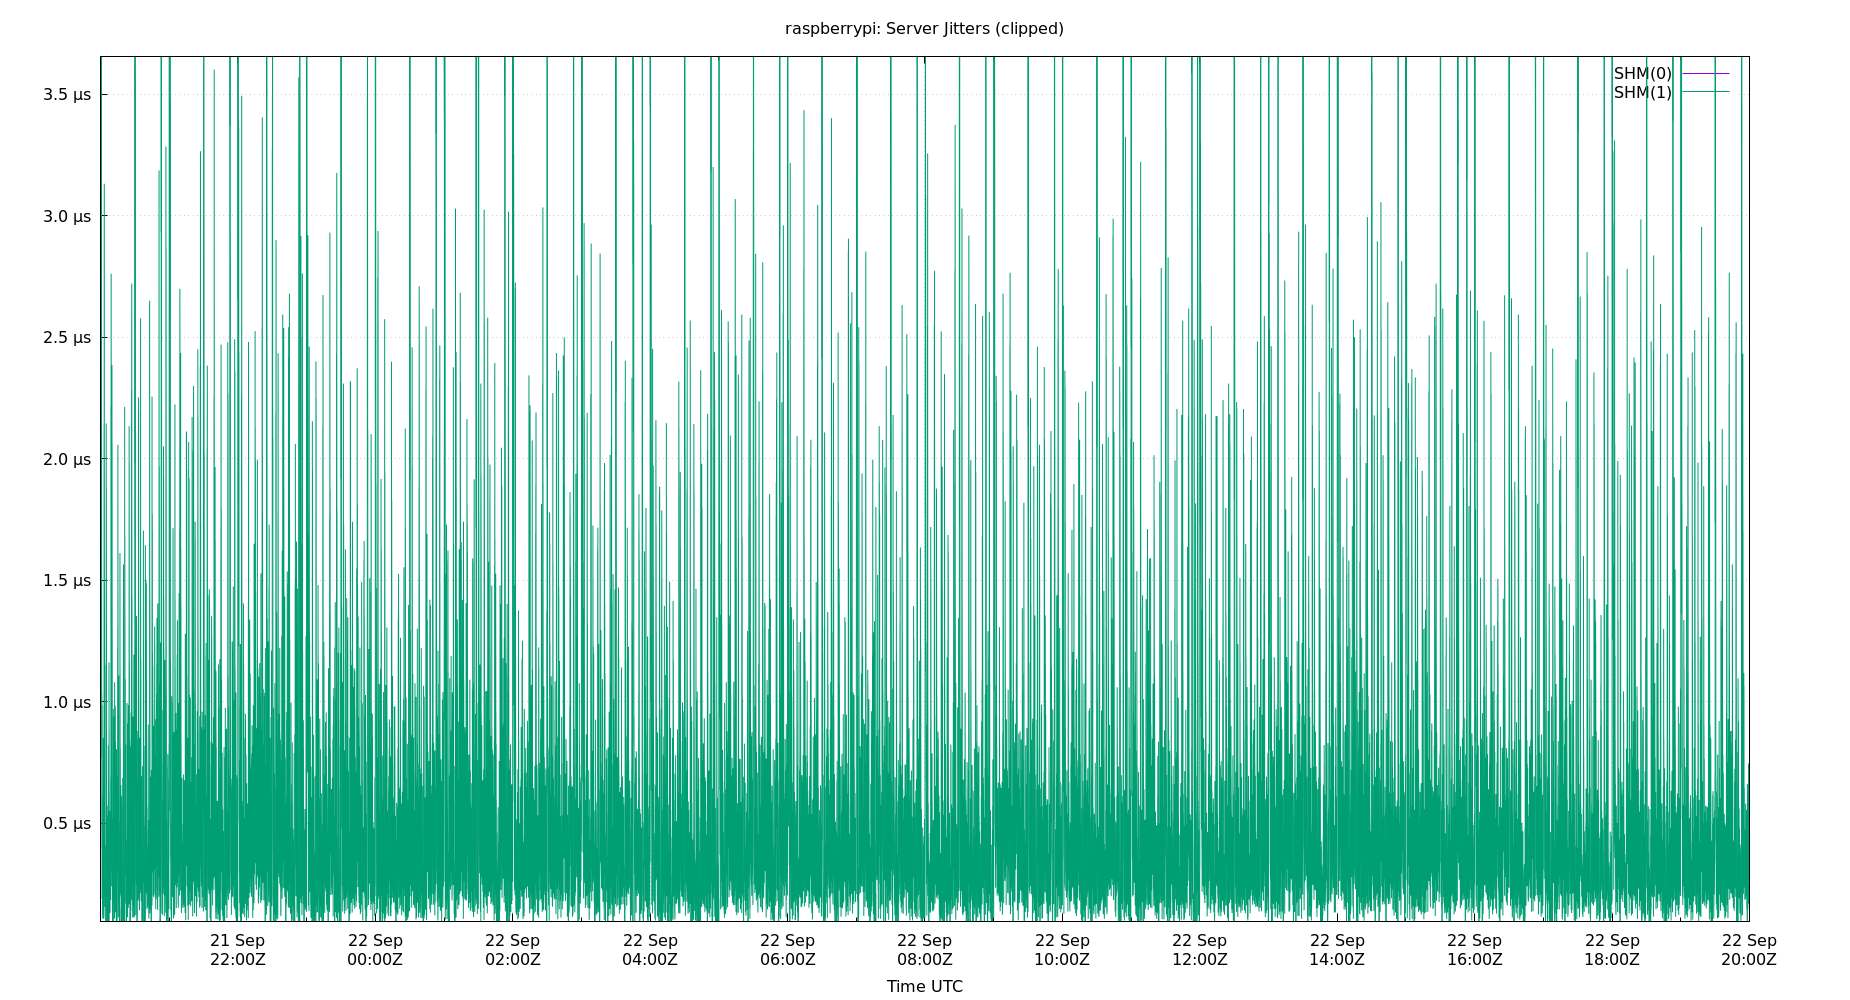 raspberrypi: Server Jitters (clipped)
SHM(0)
SHM(1)
3.5 µs
3.0 µs
2.5 µs
2.0 µs
1.5 µs
1.0 µs
0.5 µs
21 Sep 22 Sep 22 Sep 22 Sep 22 Sep 22 Sep 22 Sep 22 Sep 22 Sep 22 Sep 22 Sep 22 Sep
22:00Z 00:00Z 02:00Z 04:00Z 06:00Z 08:00Z 10:00Z 12:00Z 14:00Z 16:00Z 18:00Z 20:00Z
Time UTC